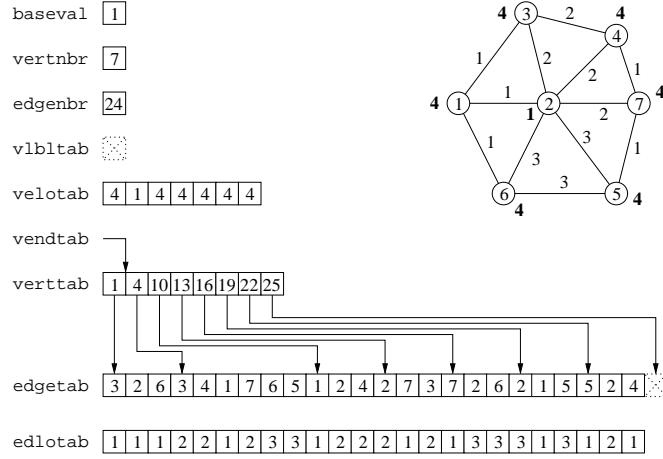 baseval 1
vertnbr 7
edgenbr 24
vlbltab
velotab 4 1 4 4 4 4 4
vendtab
verttab 1 4 10 13 16 19 22 25
edgetab 3 2 6 3 4 1 7 6 5 1 2 4 2 7 3 7 2 6 2 1 5 5 2 4
edlotab 1 1 1 2 2 1 2 3 3 1 2 2 2 1 2 1 3 3 3 1 3 1 2 1
4 3 2 4
4
1 2 1
2
4 1 1 2 2 7 4
1
1 3 3 1
6 3 5 4
4